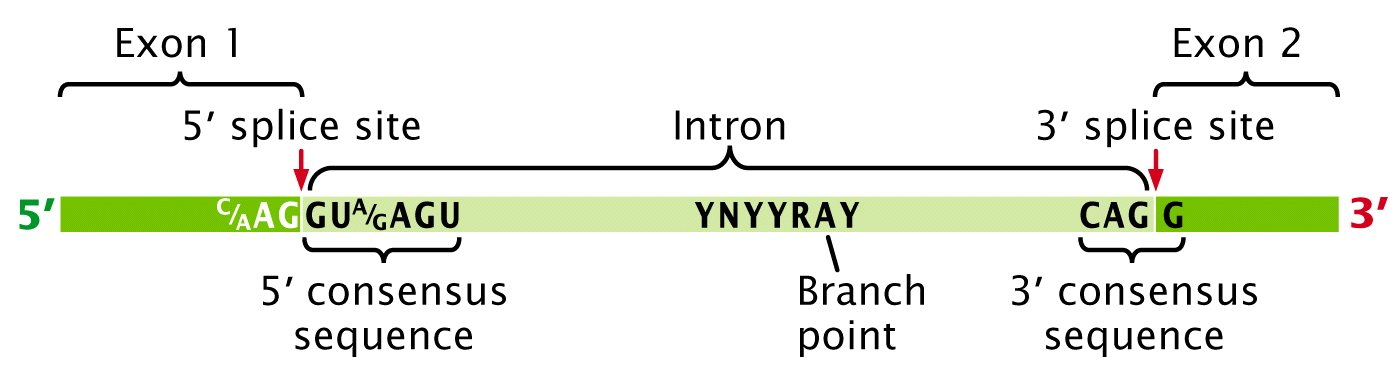 Exon 1
Exon 2
5′ splice site
Intron
3′ splice site
5′
C/AAG
GUA/GAGU
YNYYRAY
CAG
G
3′
5′ consensus
sequence
Branch
point
3′ consensus
sequence